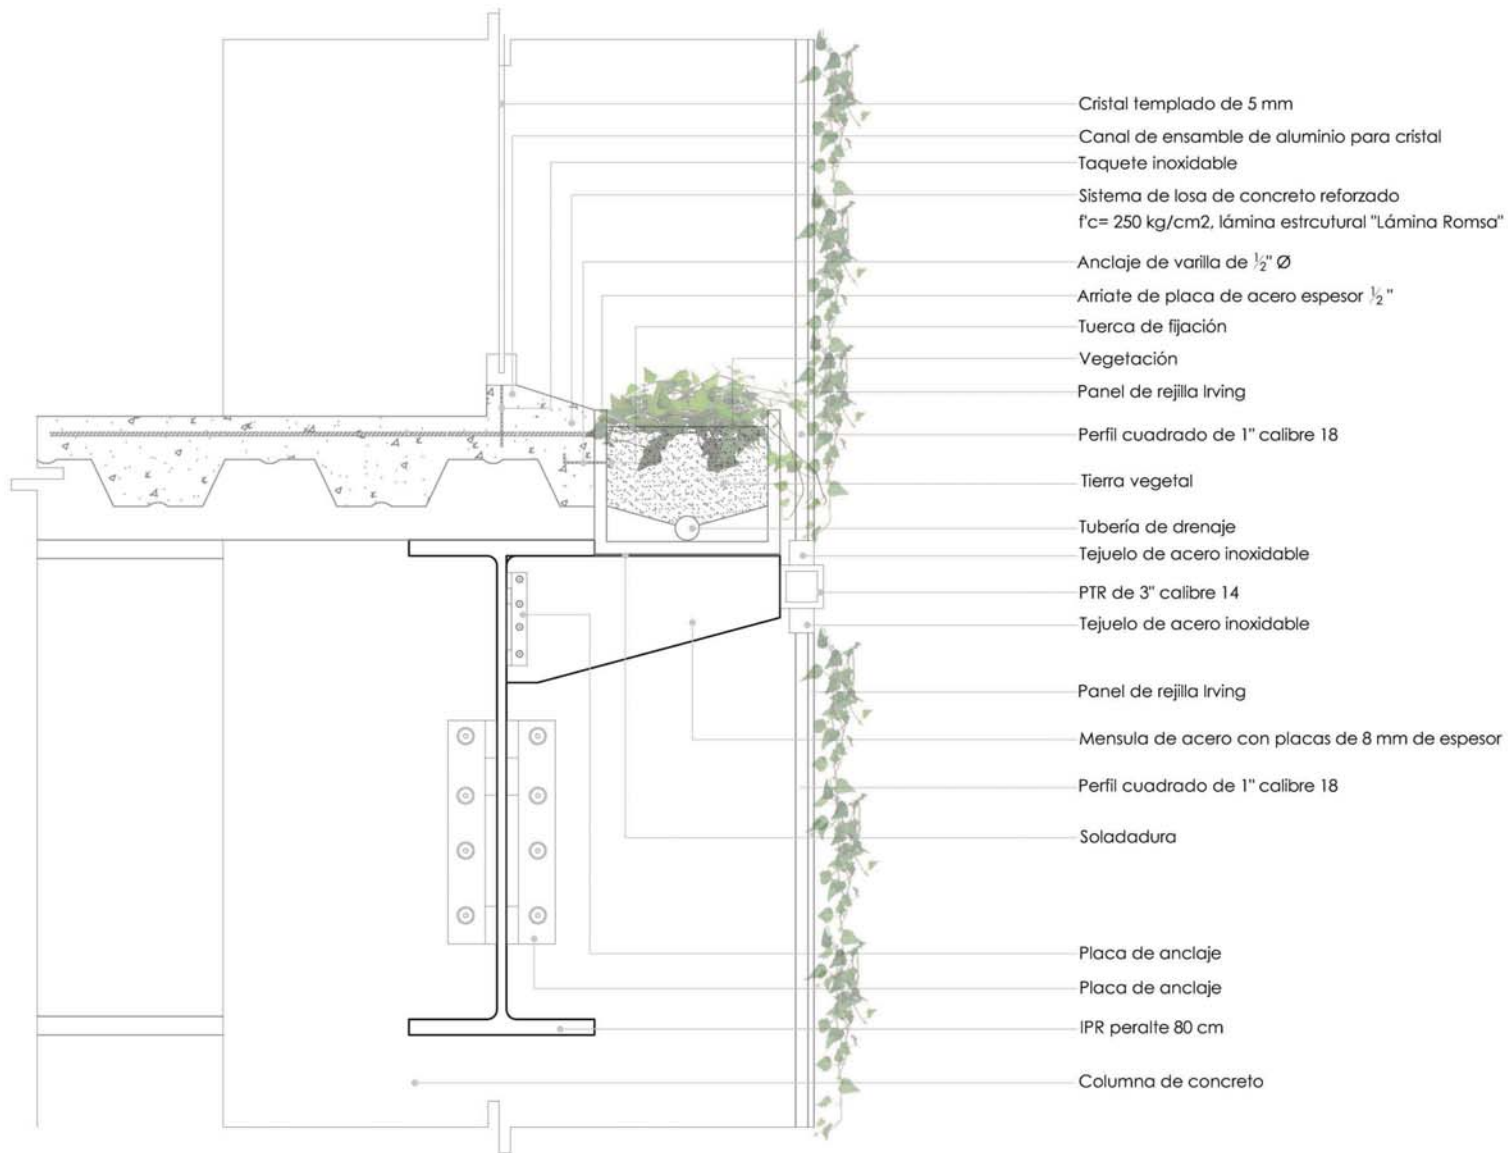 Cristal templado de 5 mm
Canal de ensamble de aluminio para cristal
Taquete inoxidable
Sistema de losa de concreto reforzado
f'c= 250 kg/cm2, lámina estrcutural "Lámina Romsa"
Anclaje de varilla de ½" Ø
Arriate de placa de acero espesor ½"
Tuerca de fijación
Vegetación
Panel de rejilla Irving
Perfil cuadrado de 1" calibre 18
Tierra vegetal
Tubería de drenaje
Tejuelo de acero inoxidable
PTR de 3" calibre 14
Tejuelo de acero inoxidable
Panel de rejilla Irving
Mensula de acero con placas de 8 mm de espesor
Perfil cuadrado de 1" calibre 18
Soladadura
Placa de anclaje
Placa de anclaje
IPR peralte 80 cm
Columna de concreto